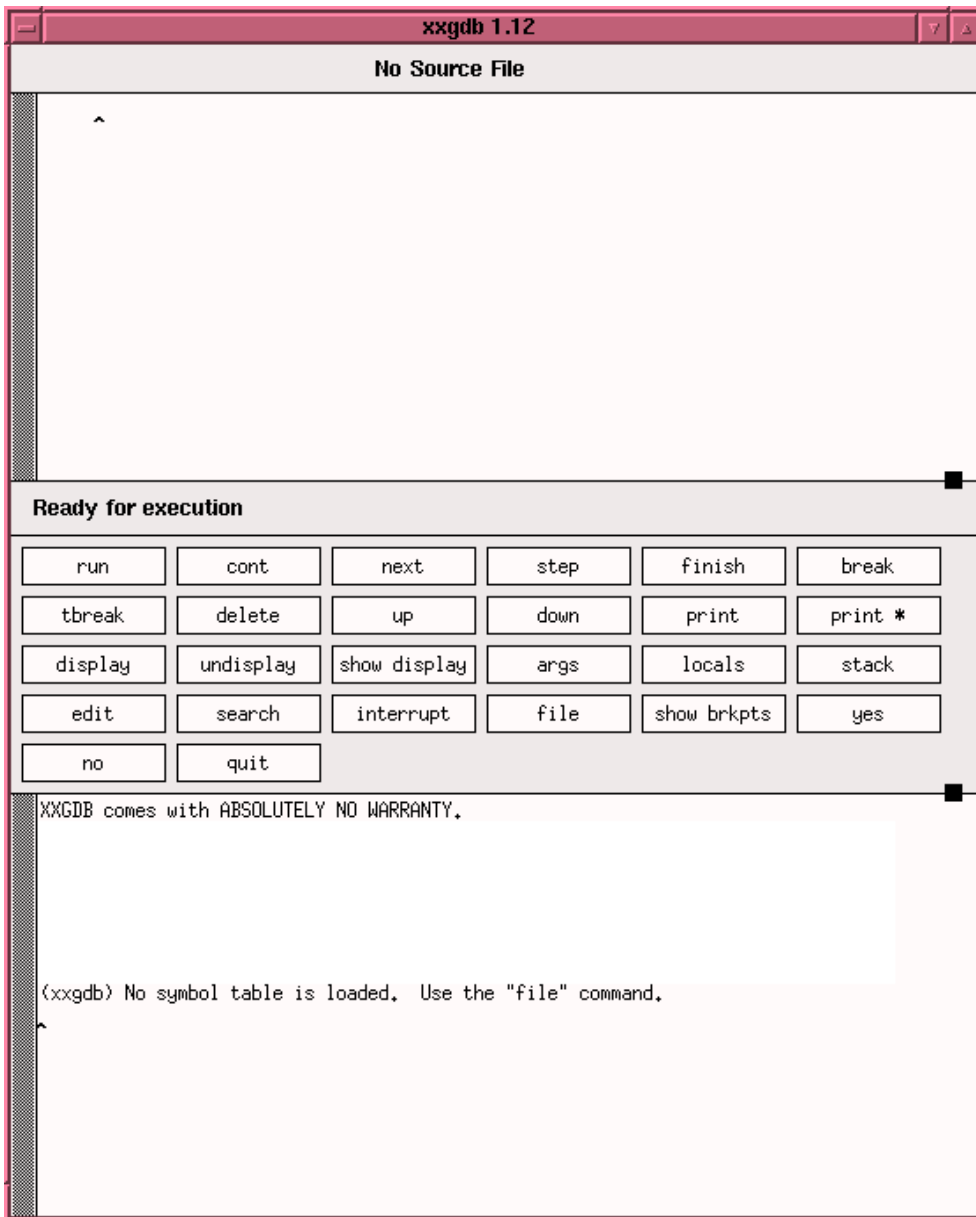 xxgdb 1.12
No Source File
^
Ready for execution
run cont next step finish break
tbreak delete up down print print *
display undisplay show display args locals stack
edit search interrupt file show brkpts yes
no quit
XXGDB comes with ABSOLUTELY NO WARRANTY.
(xxgdb) No symbol table is loaded.  Use the "file" command.
^